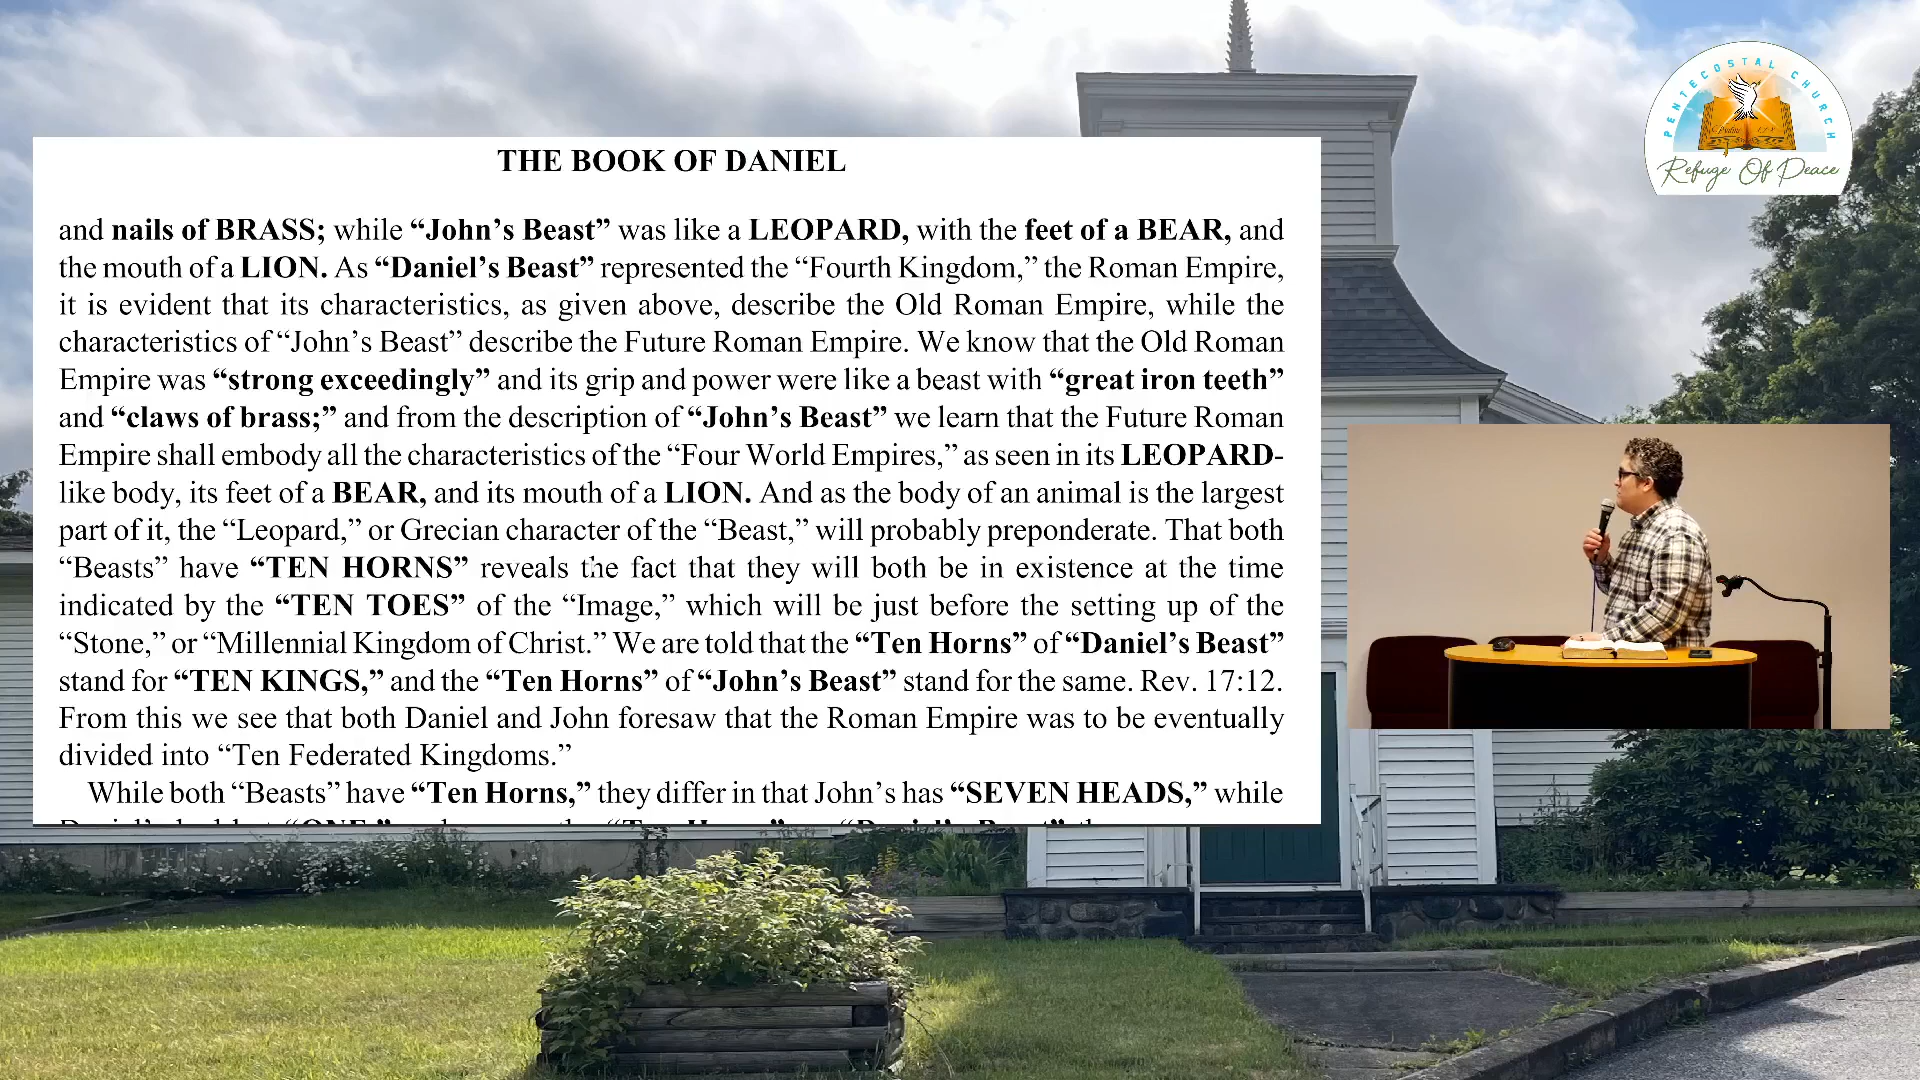 THE BOOK OF DANIEL
and nails of BRASS; while “John’s Beast” was like a LEOPARD, with the feet of a BEAR, and
the mouth of a LION. As “Daniel’s Beast” represented the “Fourth Kingdom,” the Roman Empire,
it is evident that its characteristics, as given above, describe the Old Roman Empire, while the
characteristics of “John’s Beast” describe the Future Roman Empire. We know that the Old Roman
Empire was “strong exceedingly” and its grip and power were like a beast with “great iron teeth”
and “claws of brass;” and from the description of “John’s Beast” we learn that the Future Roman
Empire shall embody all the characteristics of the “Four World Empires,” as seen in its LEOPARD-
like body, its feet of a BEAR, and its mouth of a LION. And as the body of an animal is the largest
part of it, the “Leopard,” or Grecian character of the “Beast,” will probably preponderate. That both
“Beasts” have “TEN HORNS” reveals the fact that they will both be in existence at the time
indicated by the “TEN TOES” of the “Image,” which will be just before the setting up of the
“Stone,” or “Millennial Kingdom of Christ.” We are told that the “Ten Horns” of “Daniel’s Beast”
stand for “TEN KINGS,” and the “Ten Horns” of “John’s Beast” stand for the same. Rev. 17:12.
From this we see that both Daniel and John foresaw that the Roman Empire was to be eventually
divided into “Ten Federated Kingdoms.”
While both “Beasts” have “Ten Horns,” they differ in that John’s has “SEVEN HEADS,” while
PENTECOSTAL CHURCH
Refuge Of Peace